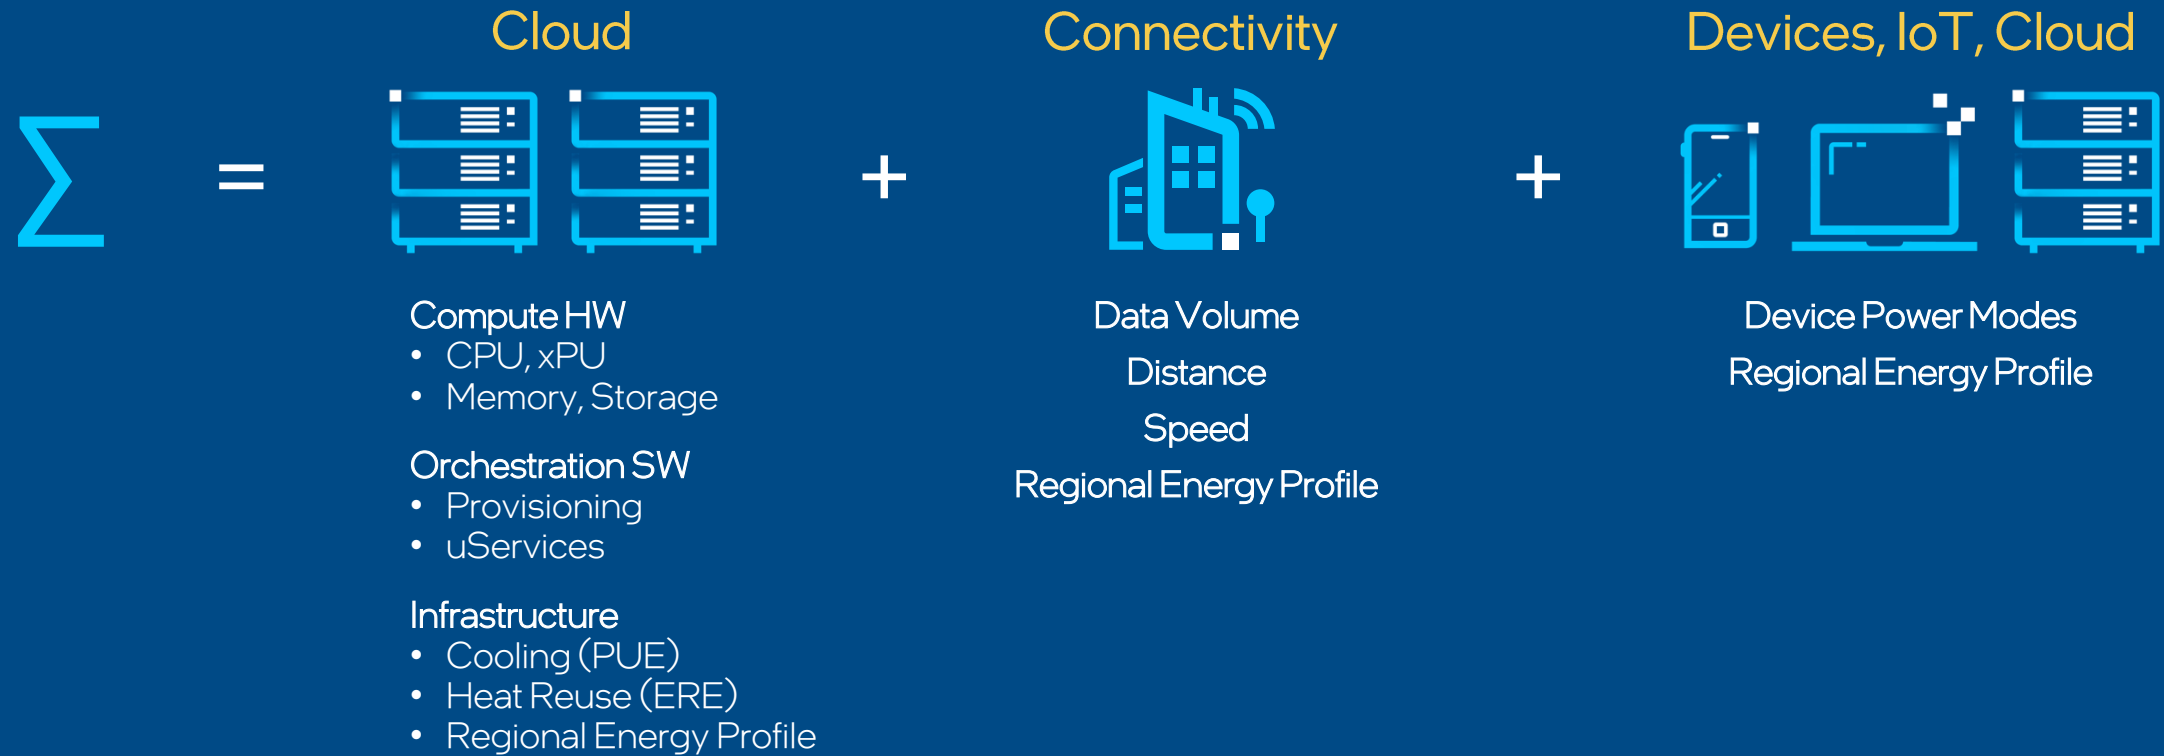 Cloud
Connectivity
Devices, IoT, Cloud
∑ = + +
Compute HW
• CPU, xPU
• Memory, Storage
Orchestration SW
• Provisioning
• uServices
Infrastructure
• Cooling (PUE)
• Heat Reuse (ERE)
• Regional Energy Profile
Data Volume
Distance
Speed
Regional Energy Profile
Device Power Modes
Regional Energy Profile